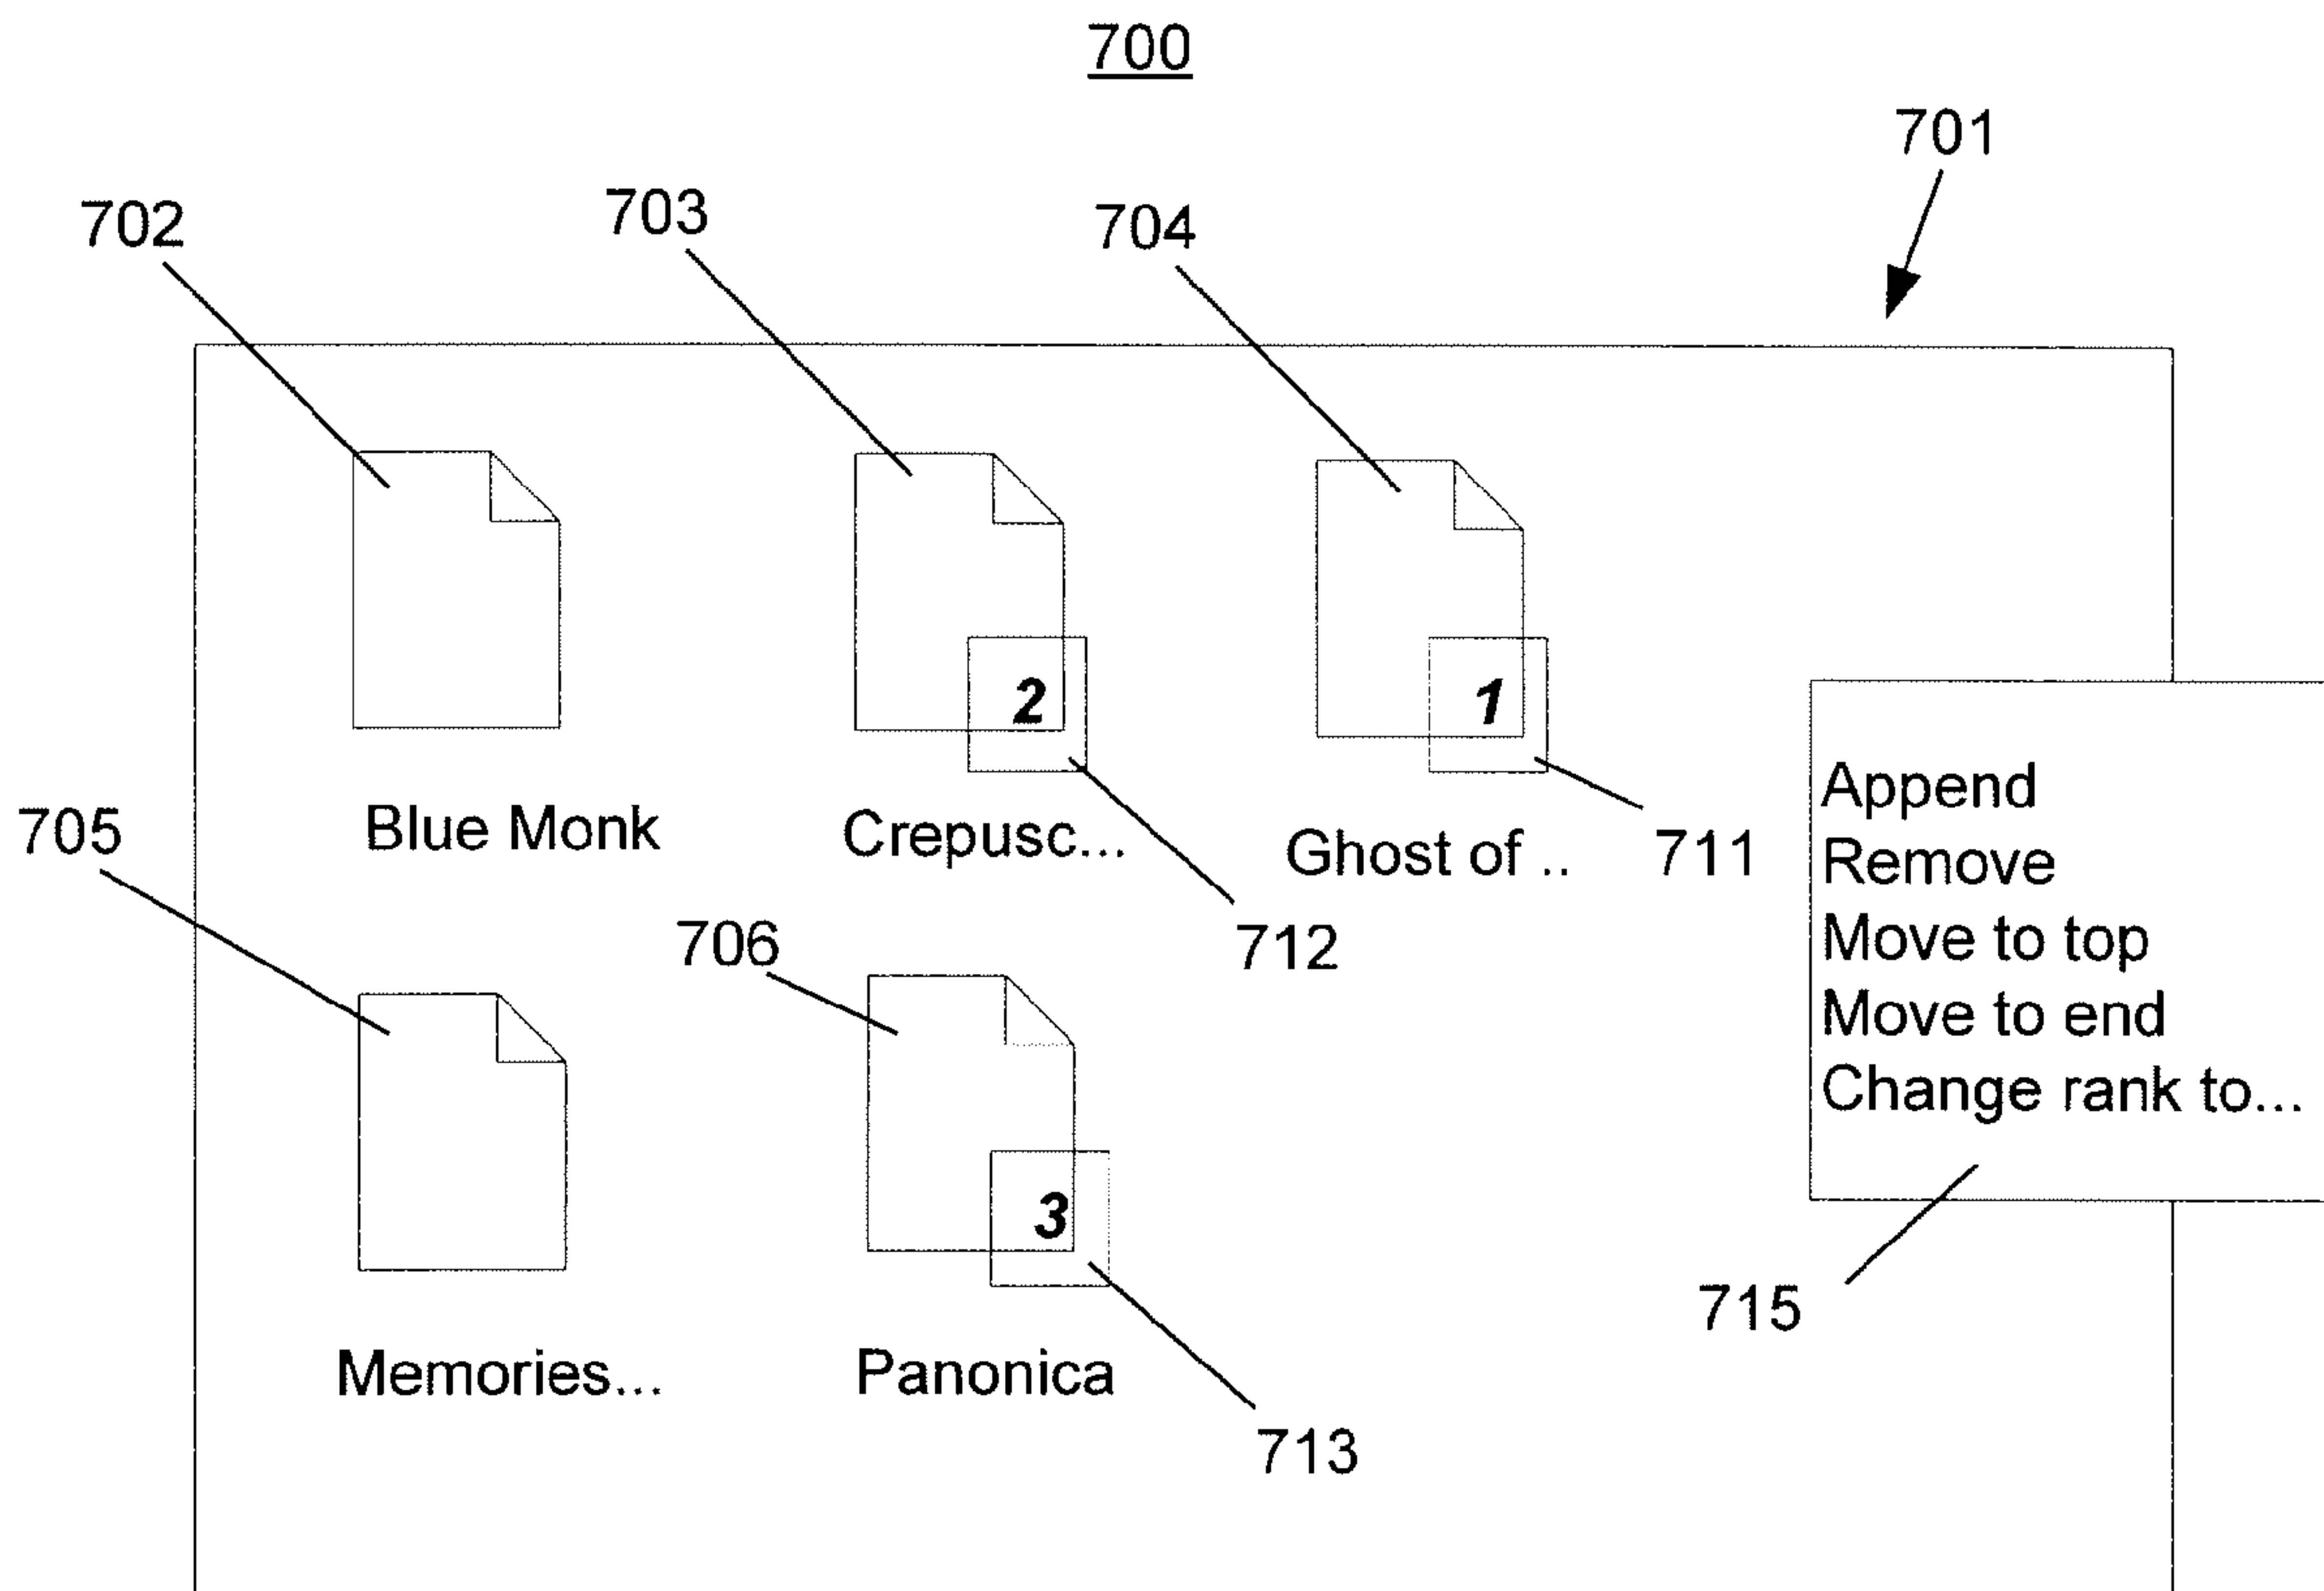 700
701
702
703
704
2
1
Blue Monk
Crepusc...
Ghost of ..
711
712
705
706
3
Memories...
Panonica
713
Append
Remove
Move to top
Move to end
Change rank to...
715